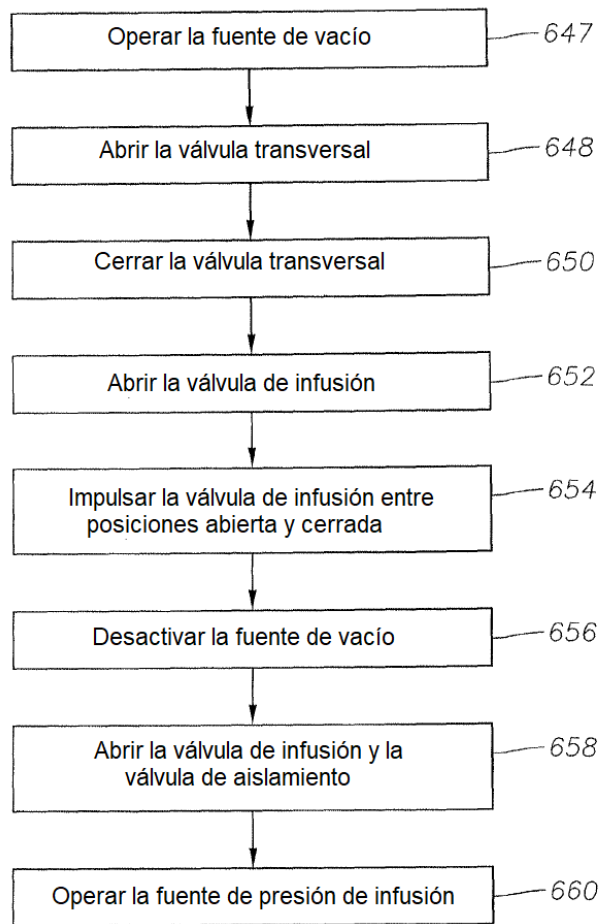 Operar la fuente de vacío
647
Abrir la válvula transversal
648
Cerrar la válvula transversal
650
Abrir la válvula de infusión
652
Impulsar la válvula de infusión entre
posiciones abierta y cerrada
654
Desactivar la fuente de vacío
656
Abrir la válvula de infusión y la
válvula de aislamiento
658
Operar la fuente de presión de infusión
660